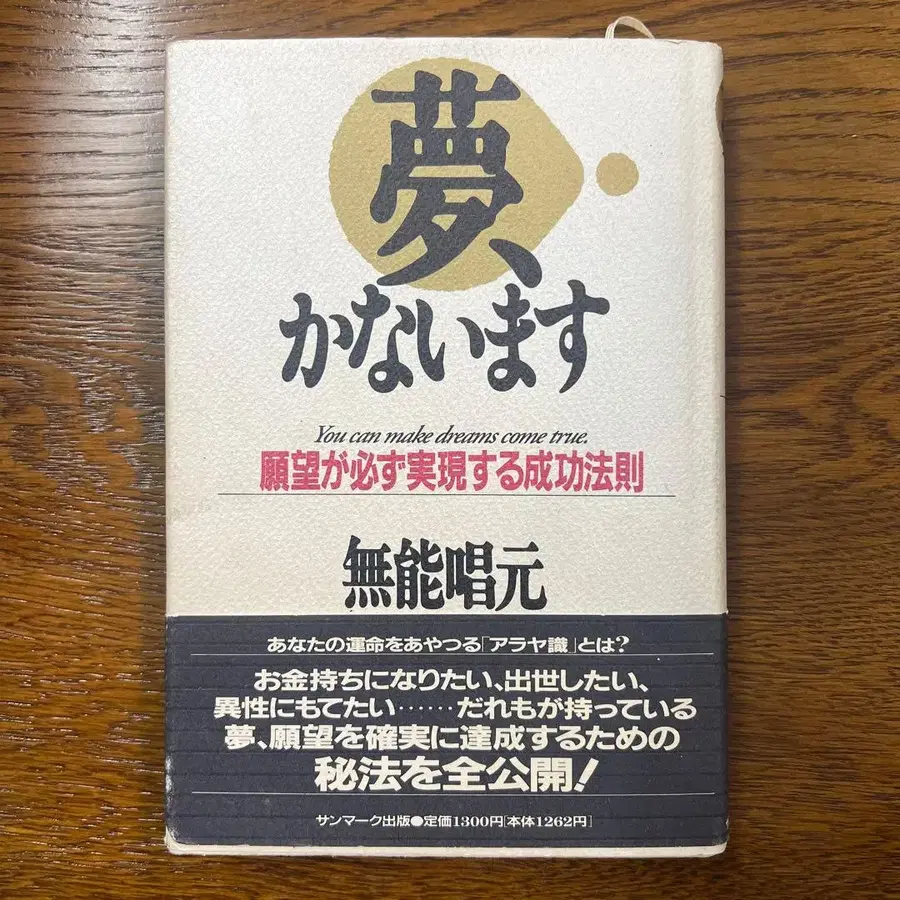 夢、
かないます
You can make dreams come true.
願望が必ず実現する成功法則
無能唱元
あなたの運命をあやつる「アラヤ識」とは?
お金持ちになりたい、出世したい、
異性にもてたい……だれもが持っている
夢、願望を確実に達成するための
秘法を全公開!
サンマーク出版●定価1300円[本体1262円]